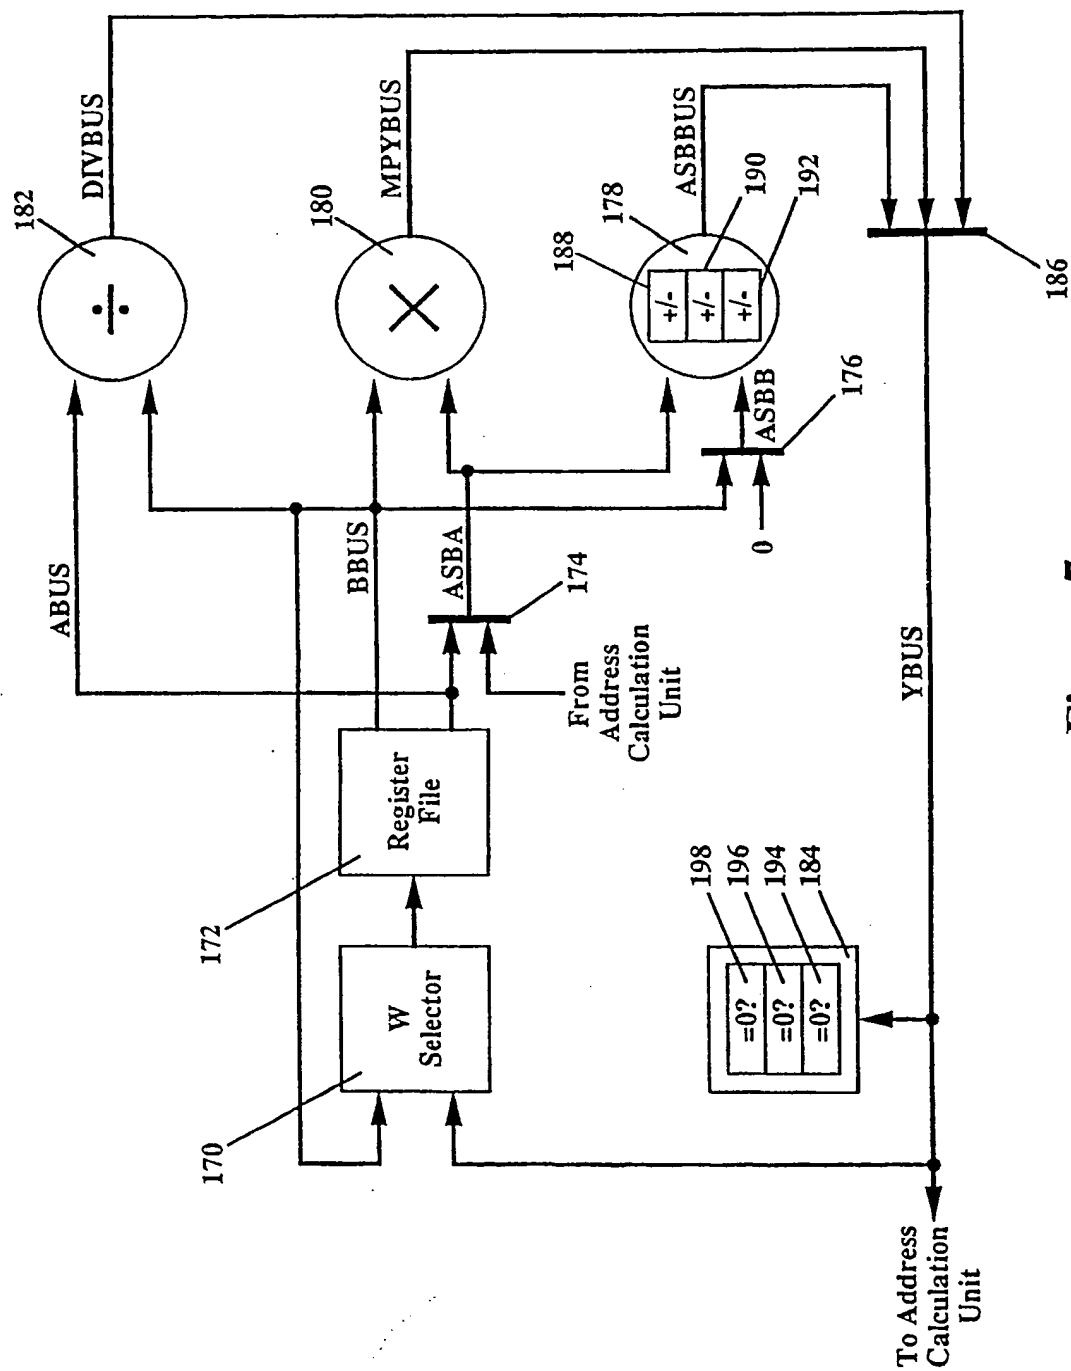 182
ABUS
DIVBUS
170
172
180
BBUS
MPYBUS
W
Selector
Register
File
ASBA
174
188
178
From
Address
Calculation
Unit
+/-
+/-
+/-
ASBBUS
190
192
198
196
194
184
=0?
=0?
=0?
0
ASBB
176
YBUS
186
To Address
Calculation
Unit